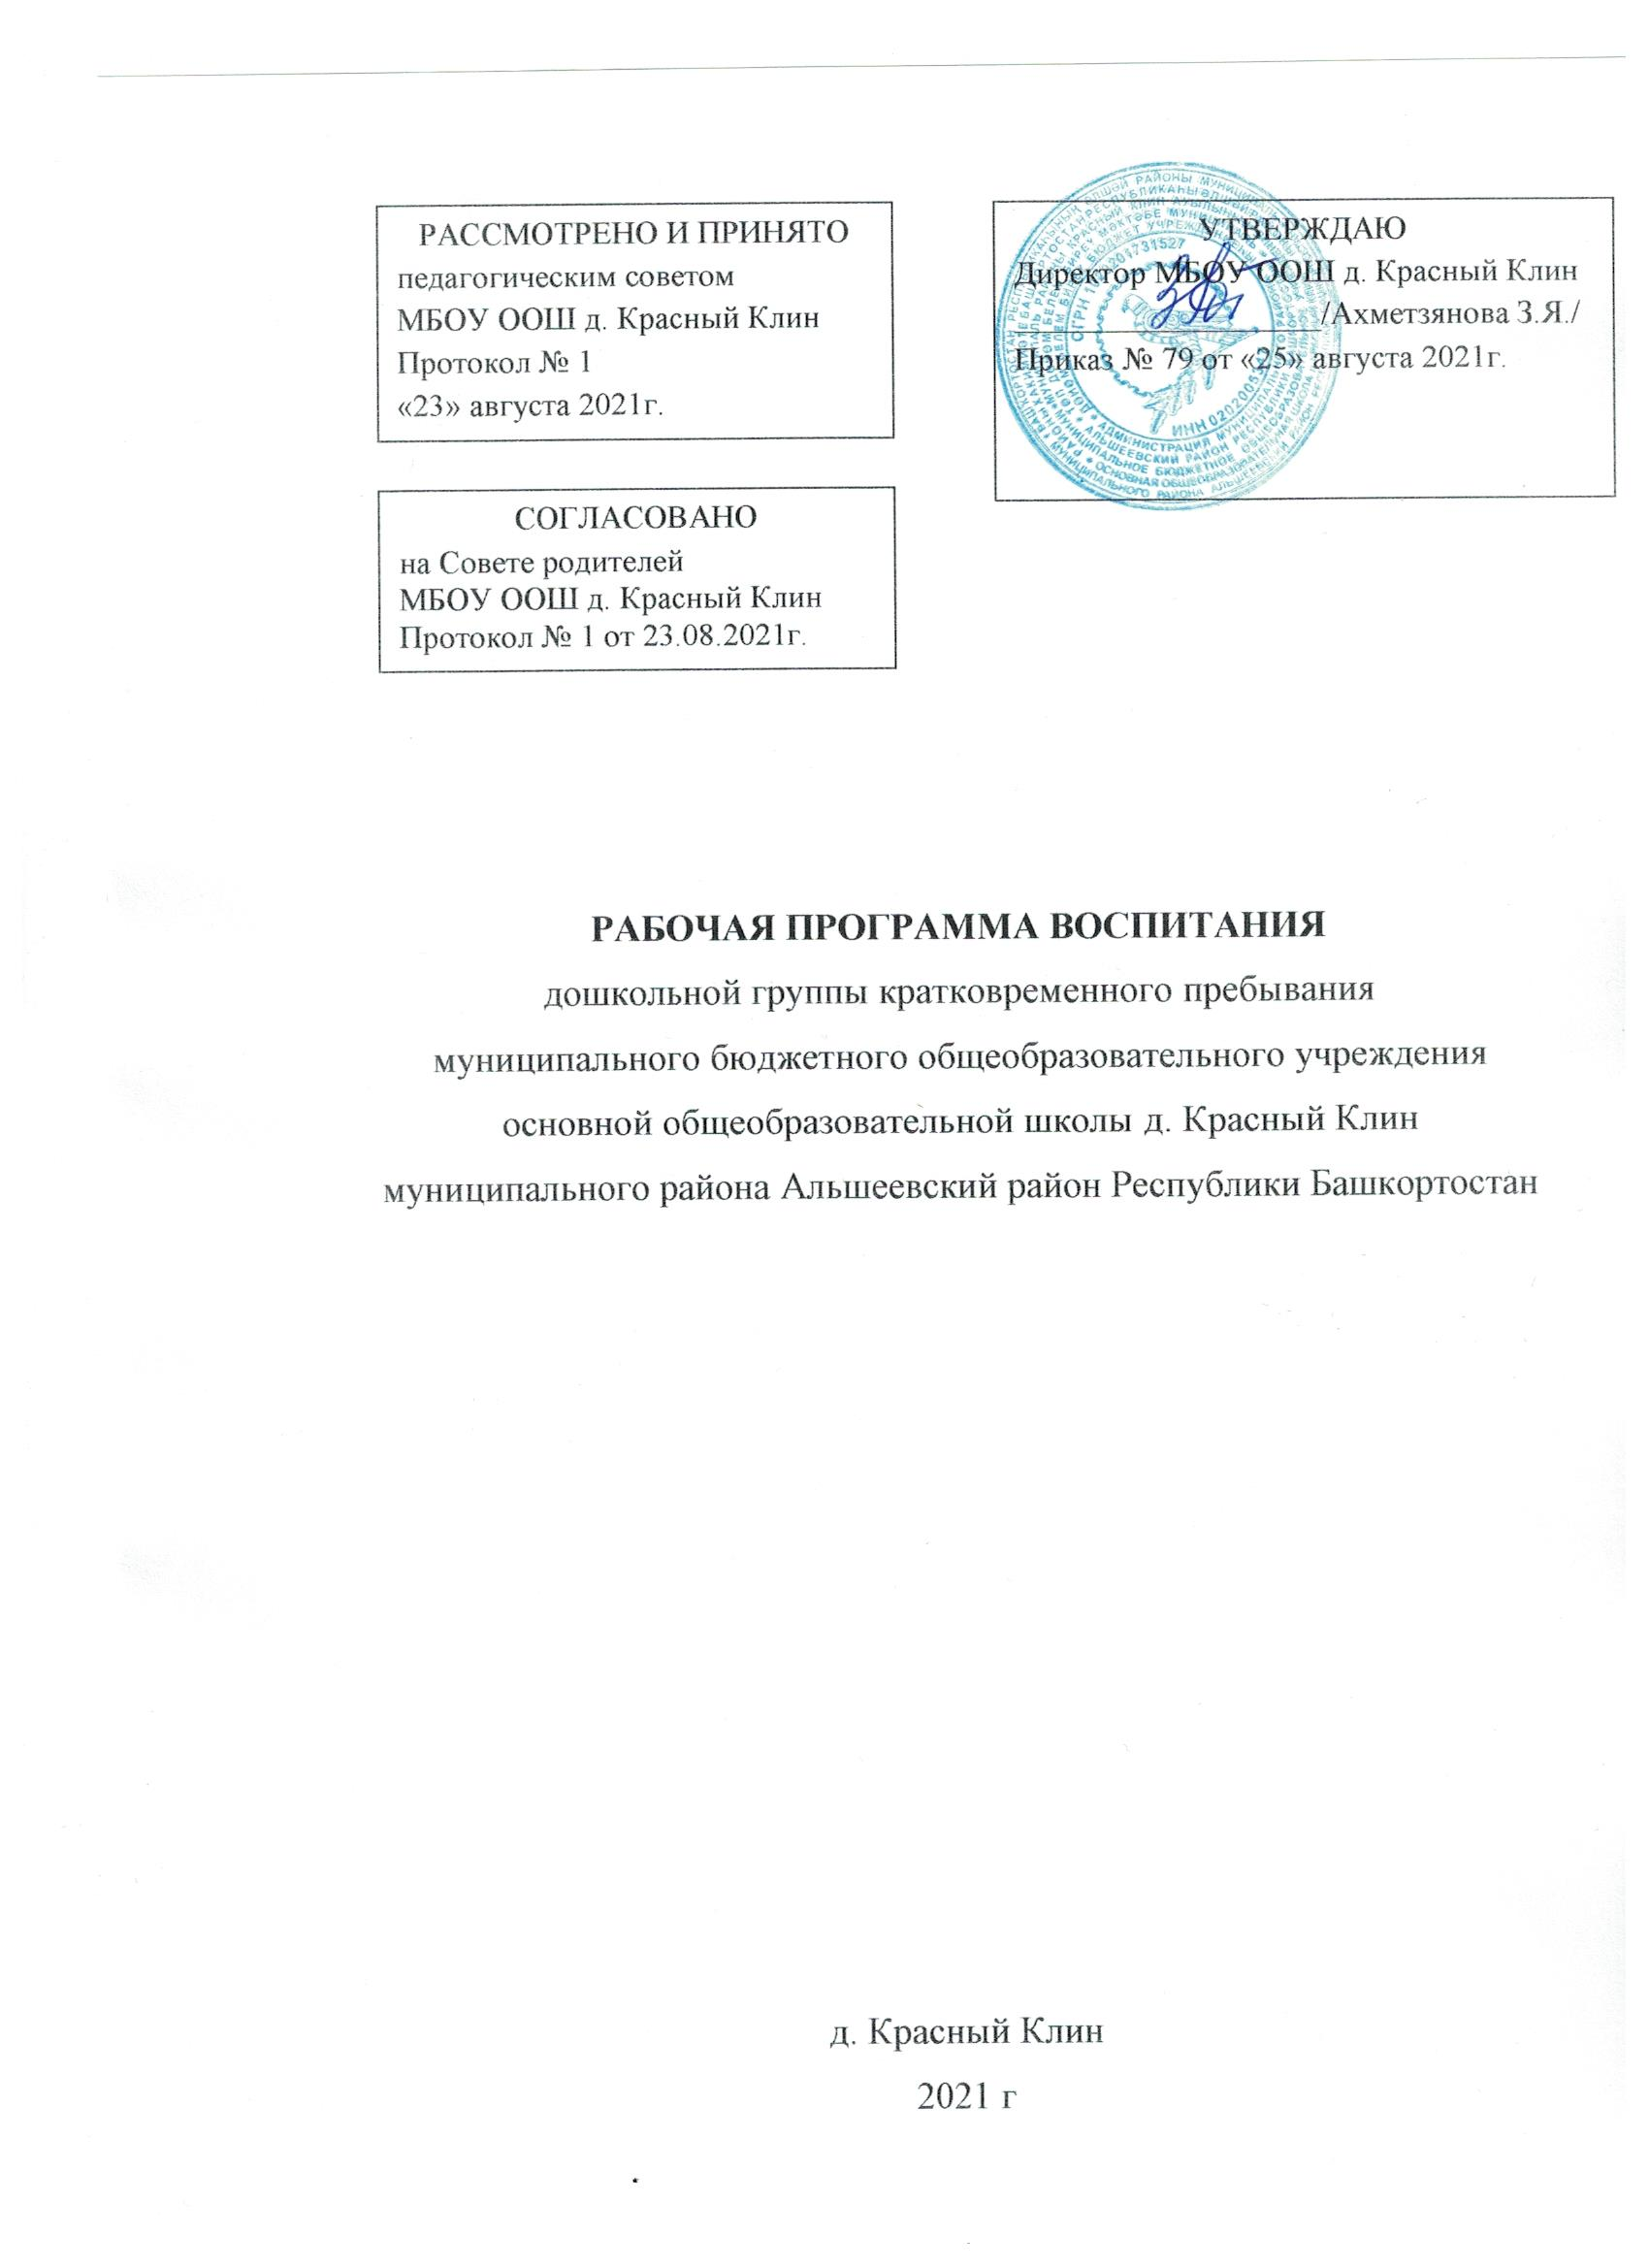 РАССМОТРЕНО И ПРИНЯТО
педагогическим советом
МБОУ ООШ д. Красный Клин
Протокол № 1
«23» августа 2021г.
УТВЕРЖДАЮ
Директор МБОУ ООШ д. Красный Клин
/Ахметзянова З.Я./
Приказ № 79 от «25» августа 2021г.
СОГЛАСОВАНО
на Совете родителей
МБОУ ООШ д. Красный Клин
Протокол № 1 от 23.08.2021г.
РАБОЧАЯ ПРОГРАММА ВОСПИТАНИЯ
дошкольной группы кратковременного пребывания
муниципального бюджетного общеобразовательного учреждения
основной общеобразовательной школы д. Красный Клин
муниципального района Альшеевский район Республики Башкортостан
д. Красный Клин
2021 г